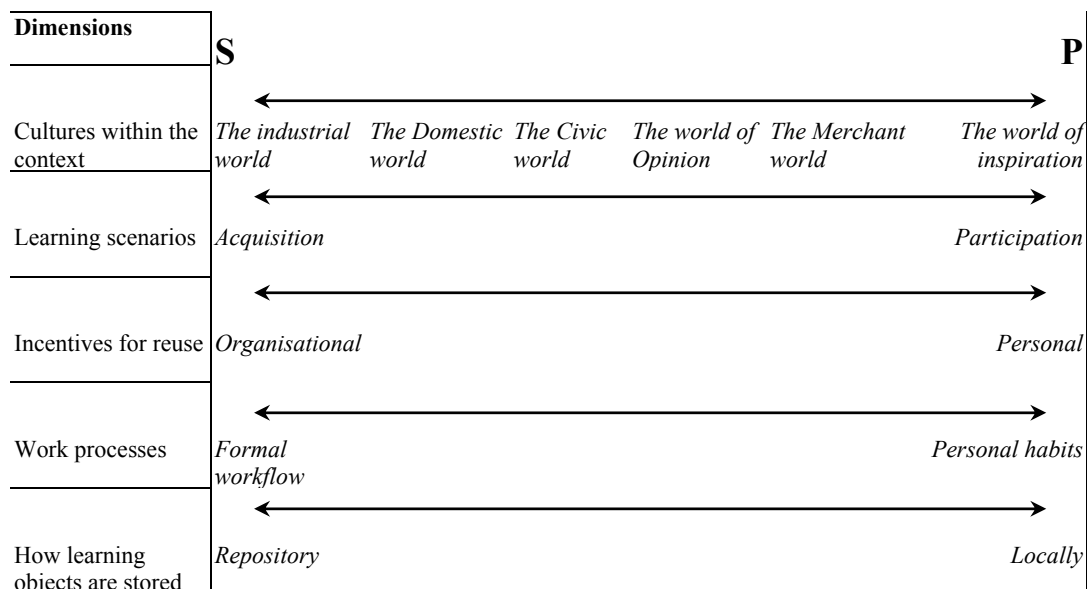 Dimensions
S P
Cultures within the context
The industrial world The Domestic world The Civic world The world of Opinion The Merchant world The world of inspiration
Learning scenarios Acquisition Participation
Incentives for reuse Organisational Personal
Work processes Formal workflow Personal habits
How learning objects are stored Repository Locally